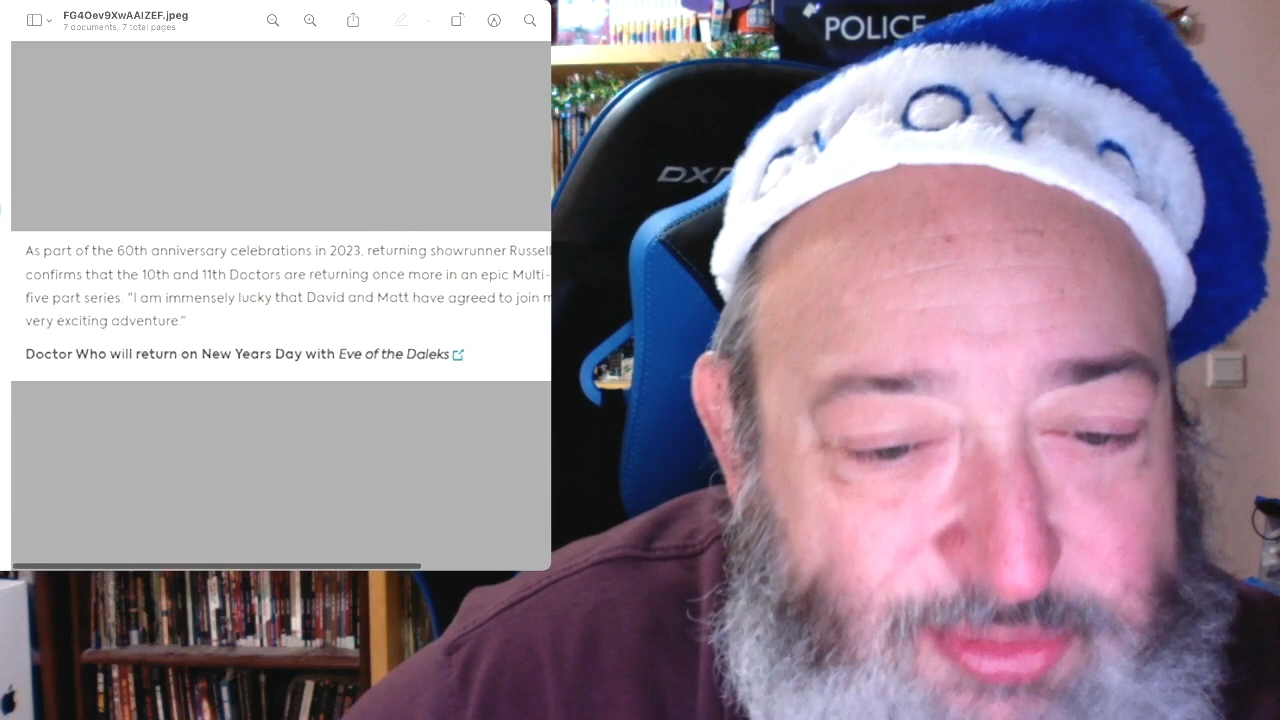 FG4Oev9XwAAIZEF.jpeg
7 documents, 7 total pages
As part of the 60th anniversary celebrations in 2023, returning showrunner Russell
confirms that the 10th and 11th Doctors are returning once more in an epic Multi-
five part series. "I am immensely lucky that David and Matt have agreed to join
very exciting adventure."
Doctor Who will return on New Years Day with Eve of the Daleks
POLICE
OY